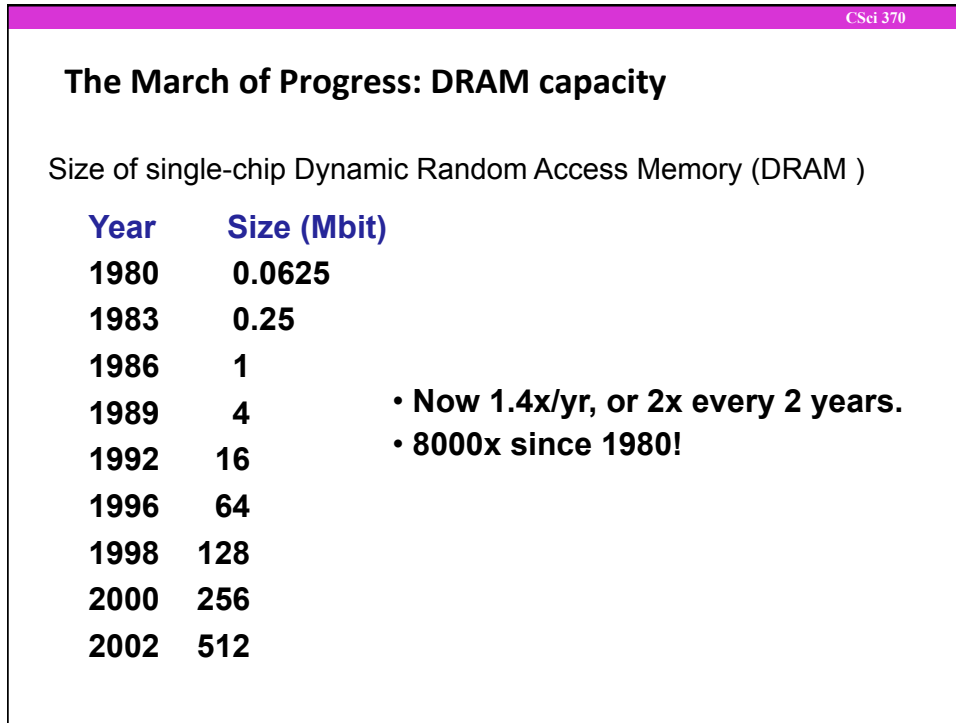 CSci 370
The March of Progress: DRAM capacity
Size of single-chip Dynamic Random Access Memory (DRAM )
Year Size (Mbit)
1980 0.0625
1983 0.25
1986 1
1989 4
1992 16
1996 64
1998 128
2000 256
2002 512
• Now 1.4x/yr, or 2x every 2 years.
• 8000x since 1980!